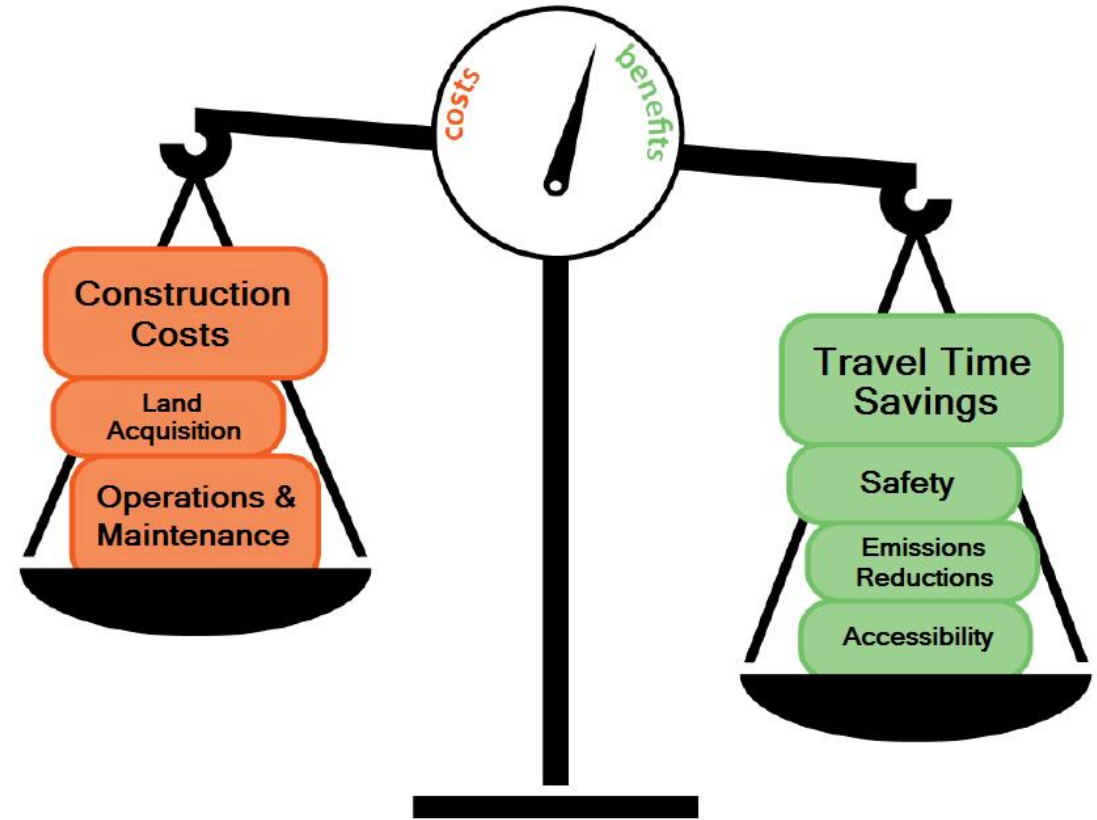 costs
benefits
Construction
Costs
Land
Acquisition
Operations &
Maintenance
Travel Time
Savings
Safety
Emissions
Reductions
Accessibility